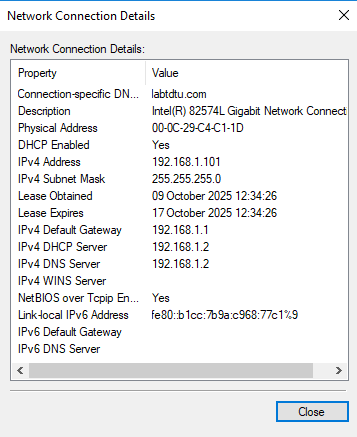 Network Connection Details
Network Connection Details:
Property Value
Connection-specific DN... labtdtu.com
Description Intel(R) 82574L Gigabit Network Connecti
Physical Address 00-0C-29-C4-C1-1D
DHCP Enabled Yes
IPv4 Address 192.168.1.101
IPv4 Subnet Mask 255.255.255.0
Lease Obtained 09 October 2025 12:34:26
Lease Expires 17 October 2025 12:34:26
IPv4 Default Gateway 192.168.1.1
IPv4 DHCP Server 192.168.1.2
IPv4 DNS Server 192.168.1.2
IPv4 WINS Server
NetBIOS over Tcpip En... Yes
Link-local IPv6 Address fe80::b1cc:7b9a:c968:77c1%9
IPv6 Default Gateway
IPv6 DNS Server
Close